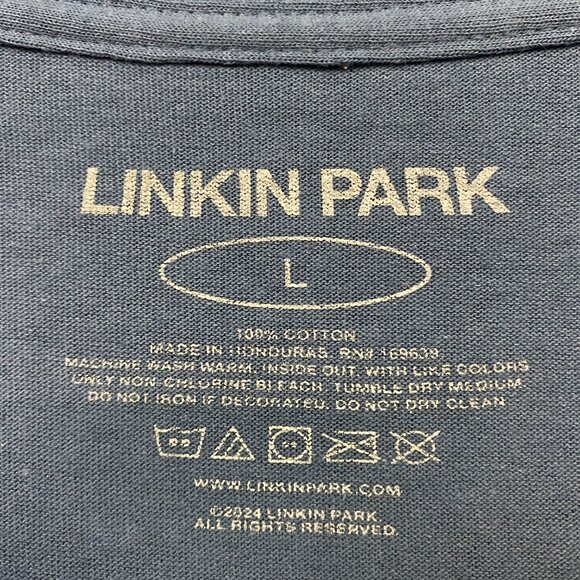 LINKIN PARK
L
100% COTTON
MADE IN HONDURAS. RN# 169639
MACHINE WASH WARM, INSIDE OUT, WITH LIKE COLORS
ONLY NON-CHLORINE BLEACH. TUMBLE DRY MEDIUM
DO NOT IRON IF DECORATED. DO NOT DRY CLEAN
WWW.LINKINPARK.COM
©2024 LINKIN PARK
ALL RIGHTS RESERVED.